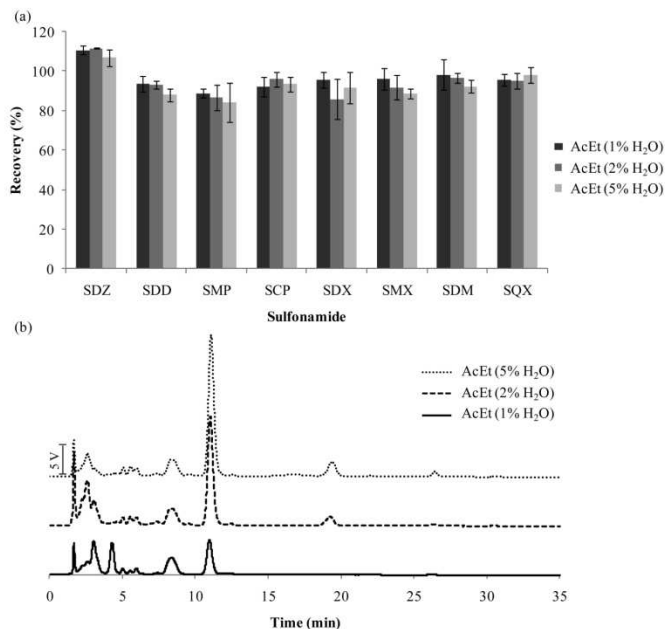 (a)
120
100
80
60
40
20
0
Recovery (%)
SDZ SDD SMP SCP SDX SMX SDM SQX
Sulfonamide
AcEt (1% H₂O)
AcEt (2% H₂O)
AcEt (5% H₂O)
(b)
AcEt (5% H₂O)
AcEt (2% H₂O)
AcEt (1% H₂O)
5 V
0 5 10 15 20 25 30 35
Time (min)